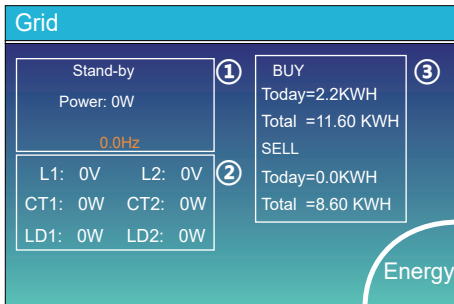 Grid
Stand-by
①
Power: 0W
0.0Hz
L1: 0V L2: 0V
②
CT1: 0W CT2: 0W
LD1: 0W LD2: 0W
BUY
③
Today=2.2KWH
Total =11.60 KWH
SELL
Today=0.0KWH
Total =8.60 KWH
Energy